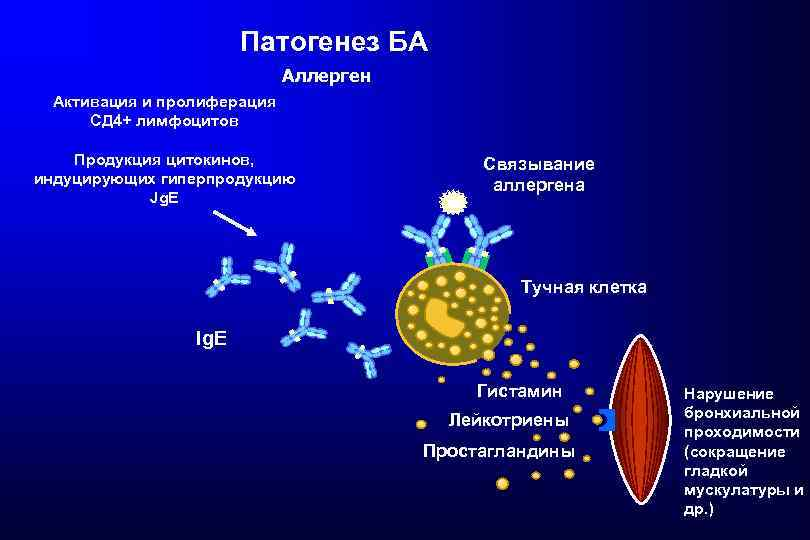 Патогенез БА
Аллерген
Активация и пролиферация
СД4+ лимфоцитов
Продукция цитокинов,
индуцирующих гиперпродукцию
Jg.E
Связывание
аллергена
Тучная клетка
Ig.E
Гистамин
Лейкотриены
Простагландины
Нарушение
бронхиальной
проходимости
(сокращение
гладкой
мускулатуры и
др.)